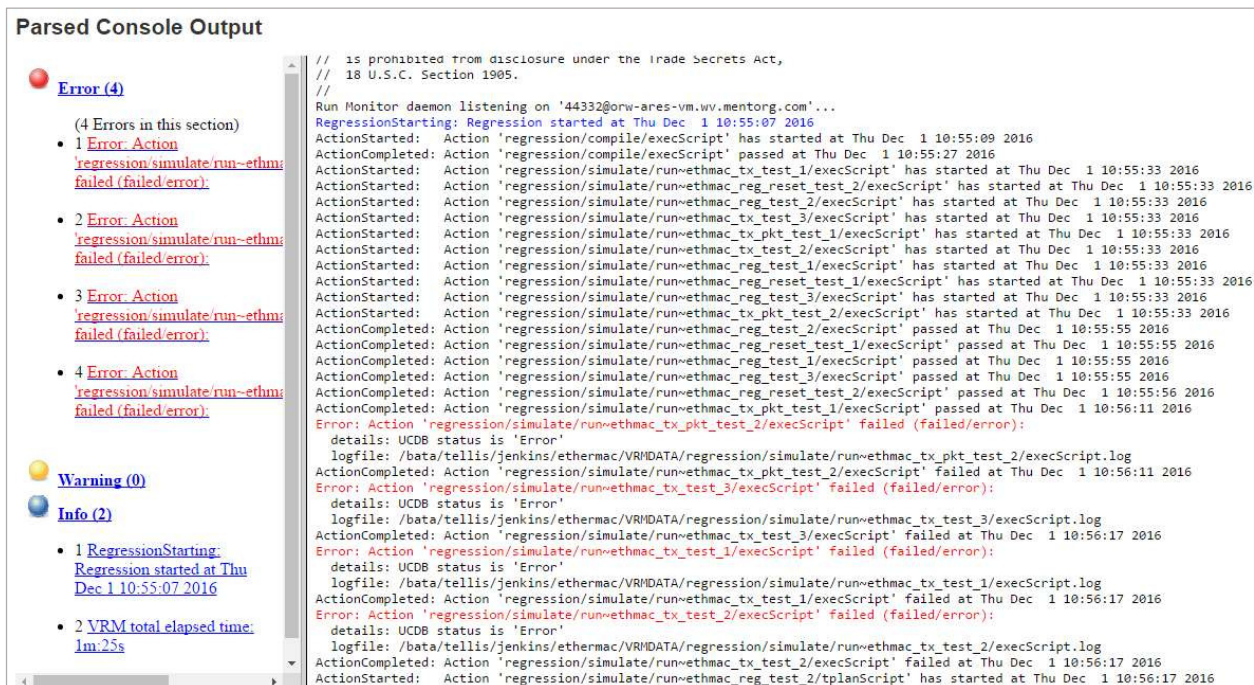 Parsed Console Output
Error (4)
(4 Errors in this section)
1 Error: Action
'regression/simulate/run~ethma
failed (failed/error):
2 Error: Action
'regression/simulate/run~ethma
failed (failed/error):
3 Error: Action
'regression/simulate/run~ethma
failed (failed/error):
4 Error: Action
'regression/simulate/run~ethma
failed (failed/error):
Warning (0)
Info (2)
1 RegressionStarting:
Regression started at Thu
Dec 1 10:55:07 2016
2 VRM total elapsed time:
1m:25s
// is prohibited from disclosure under the Trade Secrets Act,
// 18 U.S.C. Section 1905.
//
Run Monitor daemon listening on '44332@orw-ares-vm.wv.mentorg.com'...
RegressionStarting: Regression started at Thu Dec  1 10:55:07 2016
ActionStarted:   Action 'regression/compile/execScript' has started at Thu Dec  1 10:55:09 2016
ActionCompleted: Action 'regression/compile/execScript' passed at Thu Dec  1 10:55:27 2016
ActionStarted:   Action 'regression/simulate/run~ethmac_tx_test_1/execScript' has started at Thu Dec  1 10:55:33 2016
ActionStarted:   Action 'regression/simulate/run~ethmac_reg_reset_test_2/execScript' has started at Thu Dec  1 10:55:33 2016
ActionStarted:   Action 'regression/simulate/run~ethmac_reg_test_2/execScript' has started at Thu Dec  1 10:55:33 2016
ActionStarted:   Action 'regression/simulate/run~ethmac_tx_test_3/execScript' has started at Thu Dec  1 10:55:33 2016
ActionStarted:   Action 'regression/simulate/run~ethmac_tx_pkt_test_1/execScript' has started at Thu Dec  1 10:55:33 2016
ActionStarted:   Action 'regression/simulate/run~ethmac_tx_test_2/execScript' has started at Thu Dec  1 10:55:33 2016
ActionStarted:   Action 'regression/simulate/run~ethmac_reg_test_1/execScript' has started at Thu Dec  1 10:55:33 2016
ActionStarted:   Action 'regression/simulate/run~ethmac_reg_reset_test_1/execScript' has started at Thu Dec  1 10:55:33 2016
ActionStarted:   Action 'regression/simulate/run~ethmac_reg_test_3/execScript' has started at Thu Dec  1 10:55:33 2016
ActionStarted:   Action 'regression/simulate/run~ethmac_tx_pkt_test_2/execScript' has started at Thu Dec  1 10:55:33 2016
ActionCompleted: Action 'regression/simulate/run~ethmac_reg_test_2/execScript' passed at Thu Dec  1 10:55:55 2016
ActionCompleted: Action 'regression/simulate/run~ethmac_reg_reset_test_1/execScript' passed at Thu Dec  1 10:55:55 2016
ActionCompleted: Action 'regression/simulate/run~ethmac_reg_test_1/execScript' passed at Thu Dec  1 10:55:55 2016
ActionCompleted: Action 'regression/simulate/run~ethmac_reg_test_3/execScript' passed at Thu Dec  1 10:55:55 2016
ActionCompleted: Action 'regression/simulate/run~ethmac_reg_reset_test_2/execScript' passed at Thu Dec  1 10:55:56 2016
ActionCompleted: Action 'regression/simulate/run~ethmac_tx_pkt_test_1/execScript' passed at Thu Dec  1 10:56:11 2016
Error: Action 'regression/simulate/run~ethmac_tx_pkt_test_2/execScript' failed (failed/error):
details: UCDB status is 'Error'
logfile: /bata/tellis/jenkins/ethermac/VRMDATA/regression/simulate/run~ethmac_tx_pkt_test_2/execScript.log
ActionCompleted: Action 'regression/simulate/run~ethmac_tx_pkt_test_2/execScript' failed at Thu Dec  1 10:56:11 2016
Error: Action 'regression/simulate/run~ethmac_tx_test_3/execScript' failed (failed/error):
details: UCDB status is 'Error'
logfile: /bata/tellis/jenkins/ethermac/VRMDATA/regression/simulate/run~ethmac_tx_test_3/execScript.log
ActionCompleted: Action 'regression/simulate/run~ethmac_tx_test_3/execScript' failed at Thu Dec  1 10:56:17 2016
Error: Action 'regression/simulate/run~ethmac_tx_test_1/execScript' failed (failed/error):
details: UCDB status is 'Error'
logfile: /bata/tellis/jenkins/ethermac/VRMDATA/regression/simulate/run~ethmac_tx_test_1/execScript.log
ActionCompleted: Action 'regression/simulate/run~ethmac_tx_test_1/execScript' failed at Thu Dec  1 10:56:17 2016
Error: Action 'regression/simulate/run~ethmac_tx_test_2/execScript' failed (failed/error):
details: UCDB status is 'Error'
logfile: /bata/tellis/jenkins/ethermac/VRMDATA/regression/simulate/run~ethmac_tx_test_2/execScript.log
ActionCompleted: Action 'regression/simulate/run~ethmac_tx_test_2/execScript' failed at Thu Dec  1 10:56:17 2016
ActionStarted:   Action 'regression/simulate/run~ethmac_reg_test_2/tplanScript' has started at Thu Dec  1 10:56:17 2016